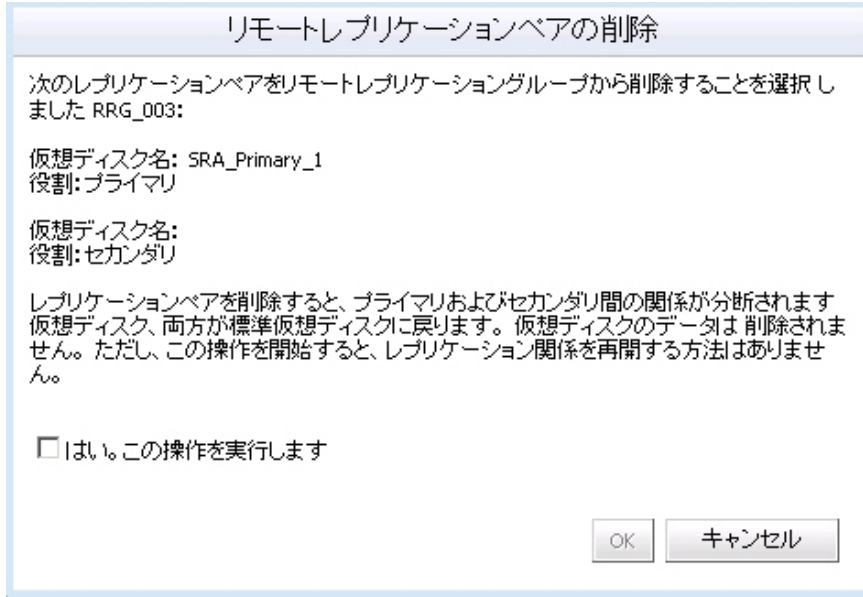 リモートレプリケーションペアの削除
次のレプリケーションペアをリモートレプリケーショングループから削除することを選択 し
ました RRG_003:
仮想ディスク名: SRA_Primary_1
役割:プライマリ
仮想ディスク名:
役割:セカンダリ
レプリケーションペアを削除すると、プライマリおよびセカンダリ間の関係が分断されます
仮想ディスク、両方が標準仮想ディスクに戻ります。仮想ディスクのデータは 削除されま
せん。ただし、この操作を開始すると、レプリケーション関係を再開する方法はありませ
ん。
はい。この操作を実行します
OK キャンセル